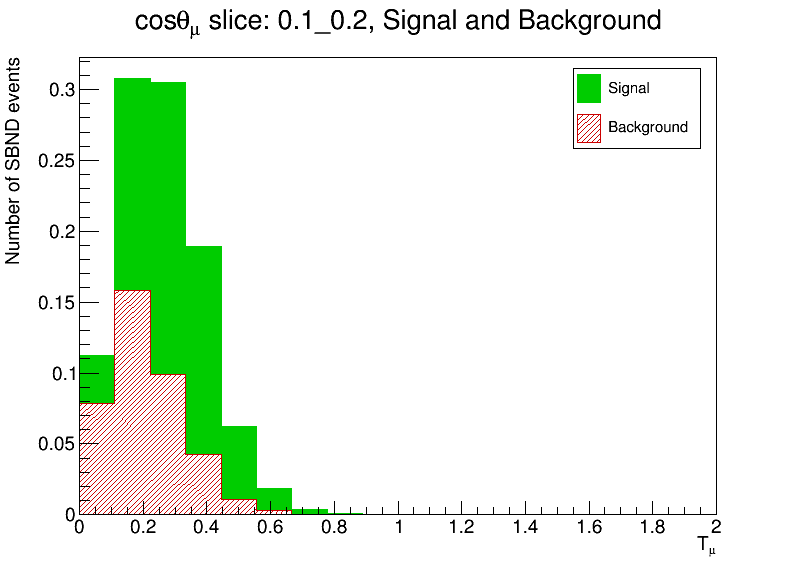 cosθμ slice: 0.1_0.2, Signal and Background
Number of SBND events
Signal
Background
0.3
0.25
0.2
0.15
0.1
0.05
0
0 0.2 0.4 0.6 0.8 1 1.2 1.4 1.6 1.8 2
Tμ